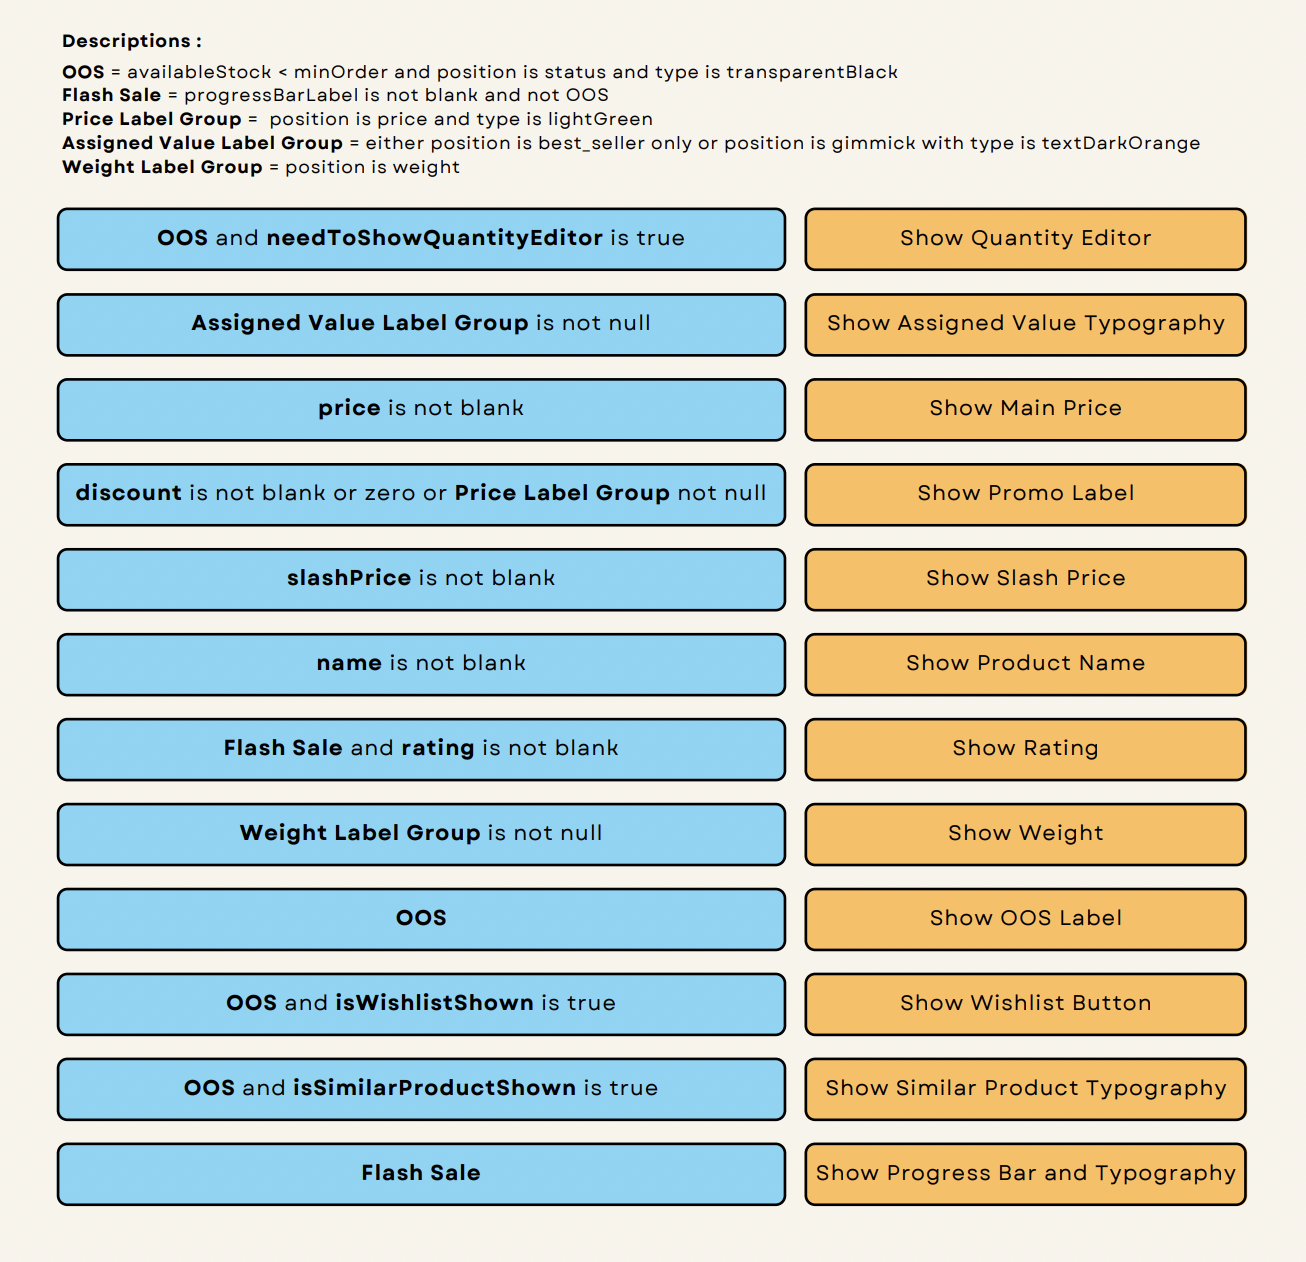 Descriptions :
OOS = availableStock < minOrder and position is status and type is transparentBlack
Flash Sale = progressBarLabel is not blank and not OOS
Price Label Group =  position is price and type is lightGreen
Assigned Value Label Group = either position is best_seller only or position is gimmick with type is textDarkOrange
Weight Label Group = position is weight
OOS and needToShowQuantityEditor is true
Show Quantity Editor
Assigned Value Label Group is not null
Show Assigned Value Typography
price is not blank
Show Main Price
discount is not blank or zero or Price Label Group not null
Show Promo Label
slashPrice is not blank
Show Slash Price
name is not blank
Show Product Name
Flash Sale and rating is not blank
Show Rating
Weight Label Group is not null
Show Weight
OOS
Show OOS Label
OOS and isWishlistShown is true
Show Wishlist Button
OOS and isSimilarProductShown is true
Show Similar Product Typography
Flash Sale
Show Progress Bar and Typography